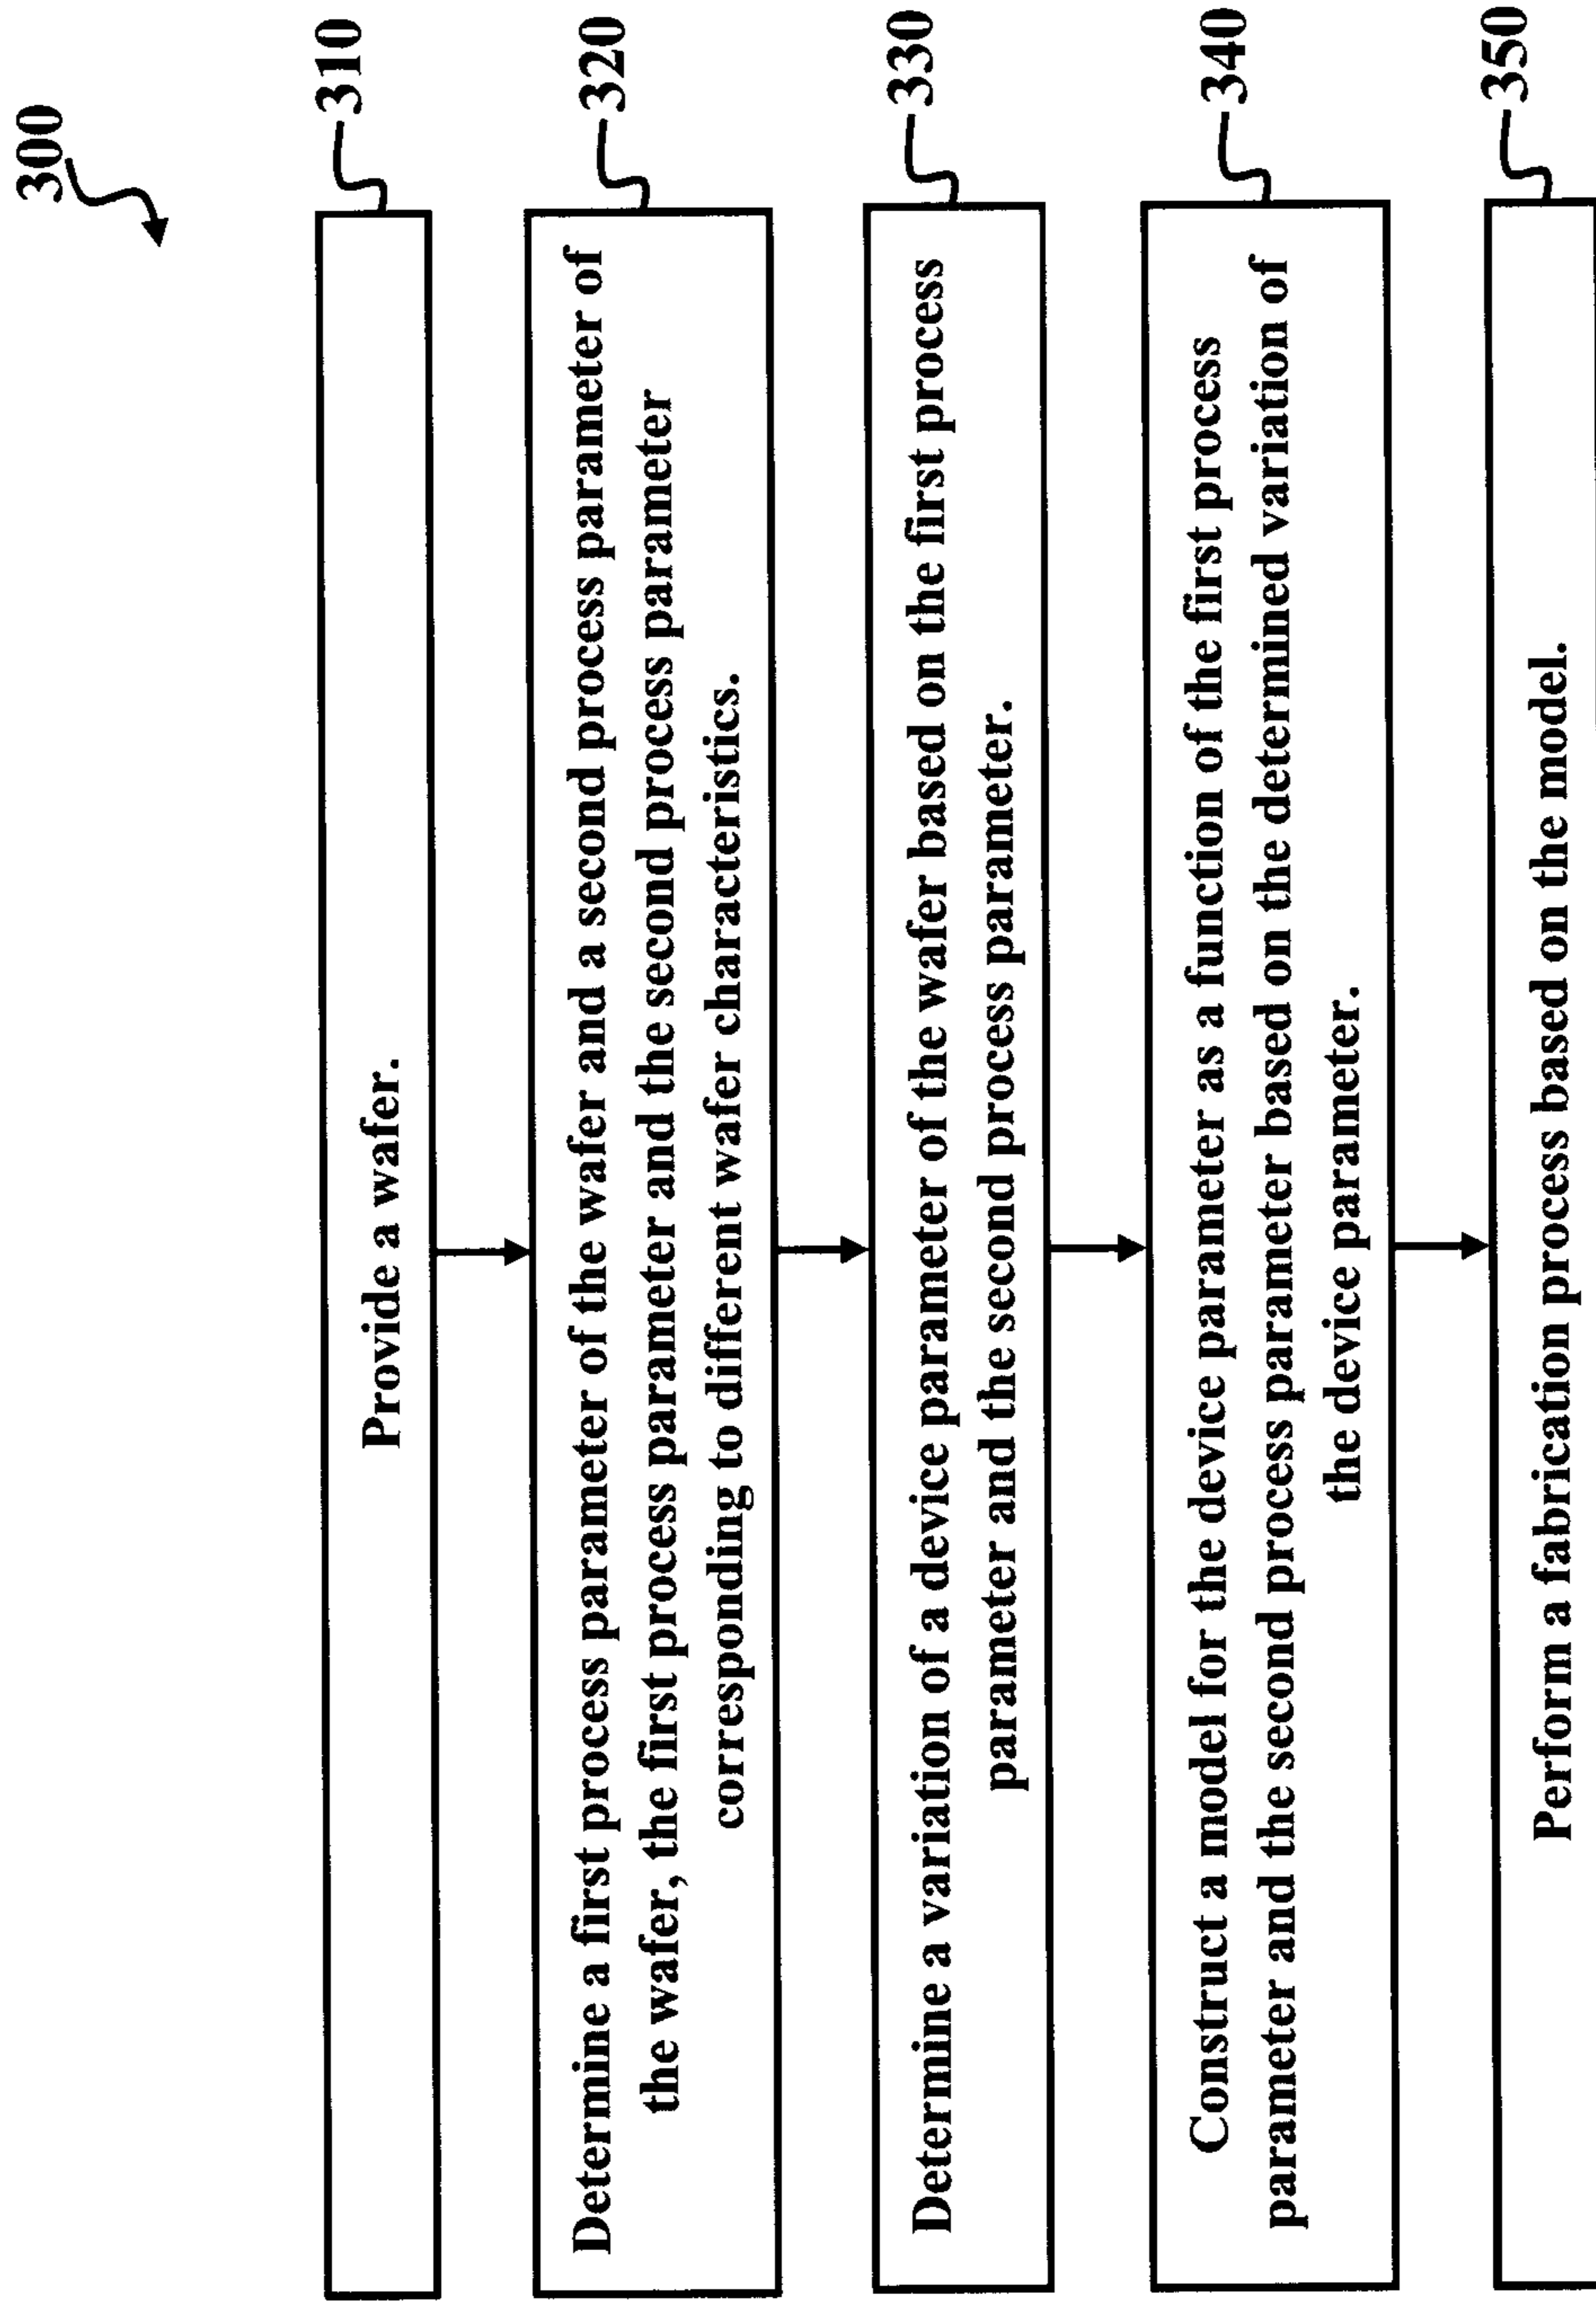 300
310
Provide a wafer.
320
Determine a first process parameter of the wafer and a second process parameter of
the wafer, the first process parameter and the second process parameter
corresponding to different wafer characteristics.
330
Determine a variation of a device parameter of the wafer based on the first process
parameter and the second process parameter.
340
Construct a model for the device parameter as a function of the first process
parameter and the second process parameter based on the determined variation of
the device parameter.
350
Perform a fabrication process based on the model.